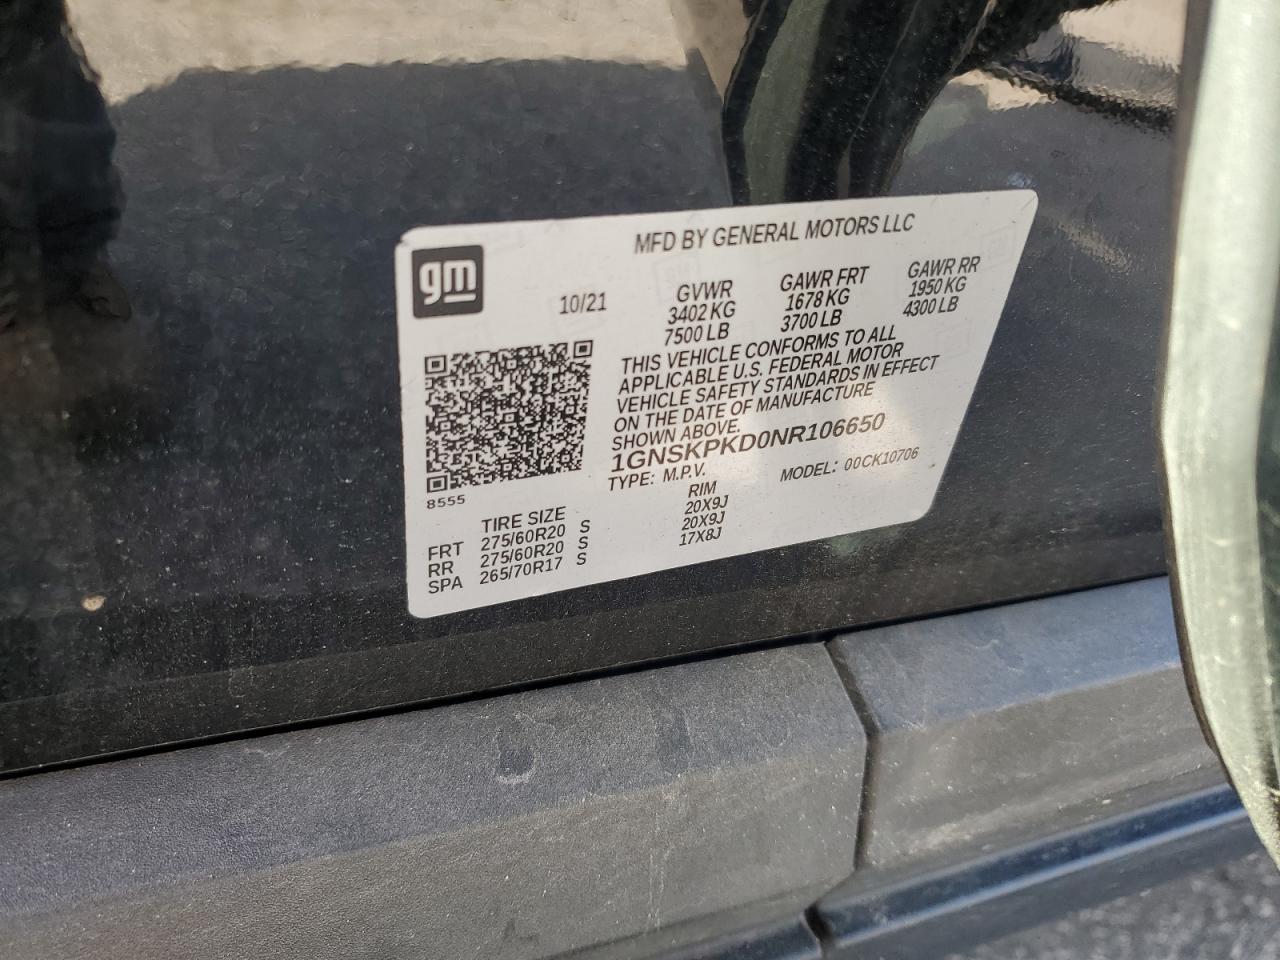 MFD BY GENERAL MOTORS LLC
gm
10/21
GVWR
3402 KG
7500 LB
GAWR FRT
1678 KG
3700 LB
GAWR RR
1950 KG
4300 LB
THIS VEHICLE CONFORMS TO ALL
APPLICABLE U.S. FEDERAL MOTOR
VEHICLE SAFETY STANDARDS IN EFFECT
ON THE DATE OF MANUFACTURE
SHOWN ABOVE.
1GNSKPKD0NR106650
TYPE: M.P.V. MODEL: 00CK10706
8555
TIRE SIZE RIM
FRT 275/60R20 S 20X9J
RR 275/60R20 S 20X9J
SPA 265/70R17 S 17X8J